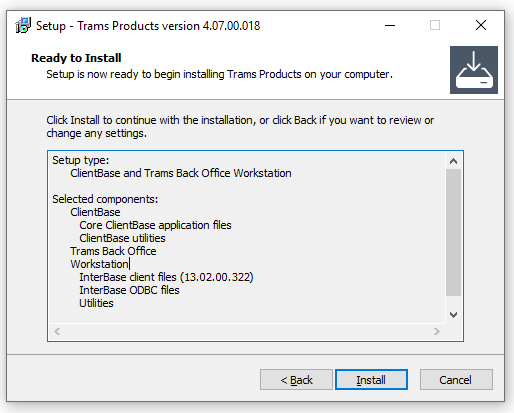 Setup - Trams Products version 4.07.00.018
Ready to Install
Setup is now ready to begin installing Trams Products on your computer.
Click Install to continue with the installation, or click Back if you want to review or
change any settings.
Setup type:
ClientBase and Trams Back Office Workstation
Selected components:
ClientBase
Core ClientBase application files
ClientBase utilities
Trams Back Office
Workstation
InterBase client files (13.02.00.322)
InterBase ODBC files
Utilities
< Back
Install
Cancel